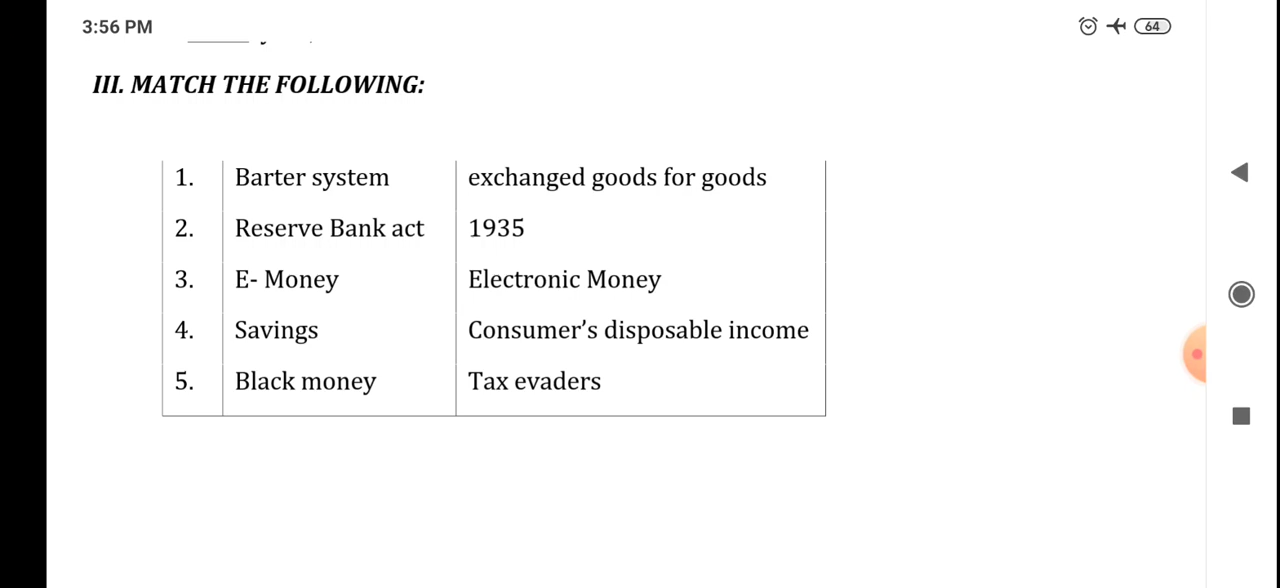 3:56 PM
64
III. MATCH THE FOLLOWING:
1. Barter system exchanged goods for goods
2. Reserve Bank act 1935
3. E- Money Electronic Money
4. Savings Consumer’s disposable income
5. Black money Tax evaders